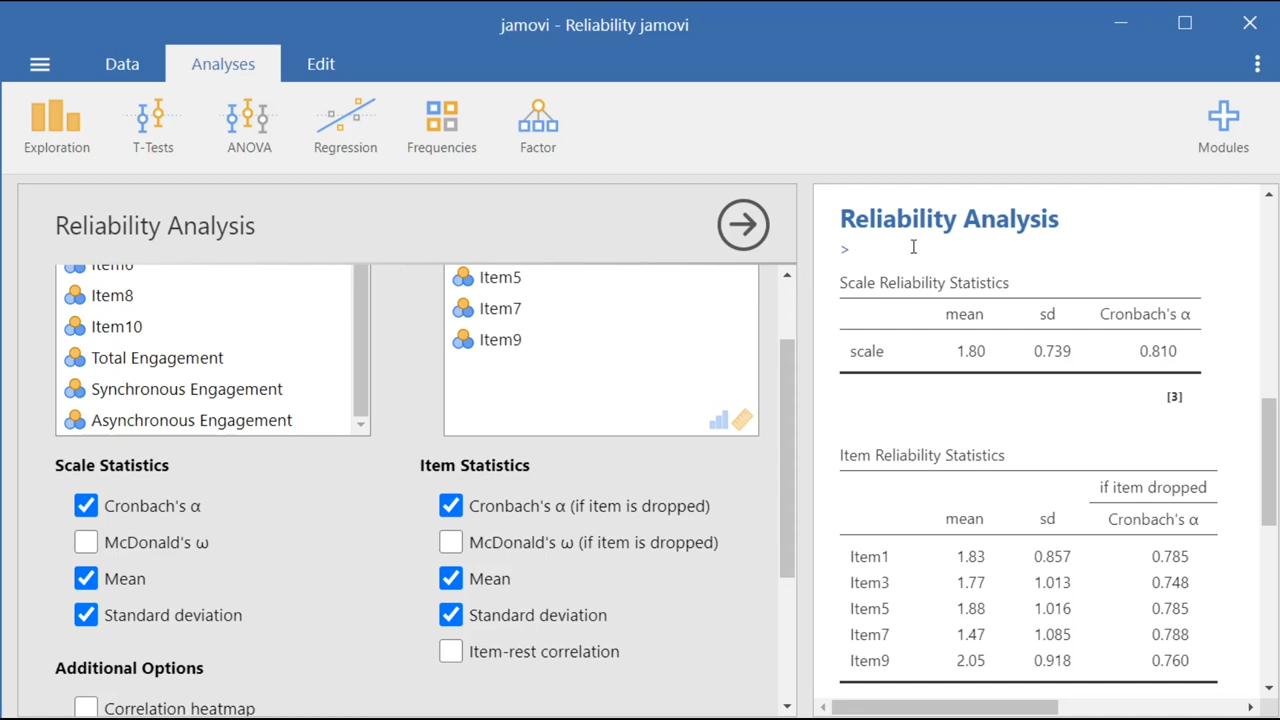 jamovi - Reliability jamovi
Data
Analyses
Edit
Exploration
T-Tests
ANOVA
Regression
Frequencies
Factor
Modules
Reliability Analysis
Item6
Item8
Item10
Total Engagement
Synchronous Engagement
Asynchronous Engagement
Item5
Item7
Item9
Scale Statistics
Cronbach's α
McDonald's ω
Mean
Standard deviation
Item Statistics
Cronbach's α (if item is dropped)
McDonald's ω (if item is dropped)
Mean
Standard deviation
Item-rest correlation
Additional Options
Correlation heatmap
Reliability Analysis
>
Scale Reliability Statistics
mean sd Cronbach's α
scale 1.80 0.739 0.810
[3]
Item Reliability Statistics
if item dropped
mean sd Cronbach's α
Item1 1.83 0.857 0.785
Item3 1.77 1.013 0.748
Item5 1.88 1.016 0.785
Item7 1.47 1.085 0.788
Item9 2.05 0.918 0.760